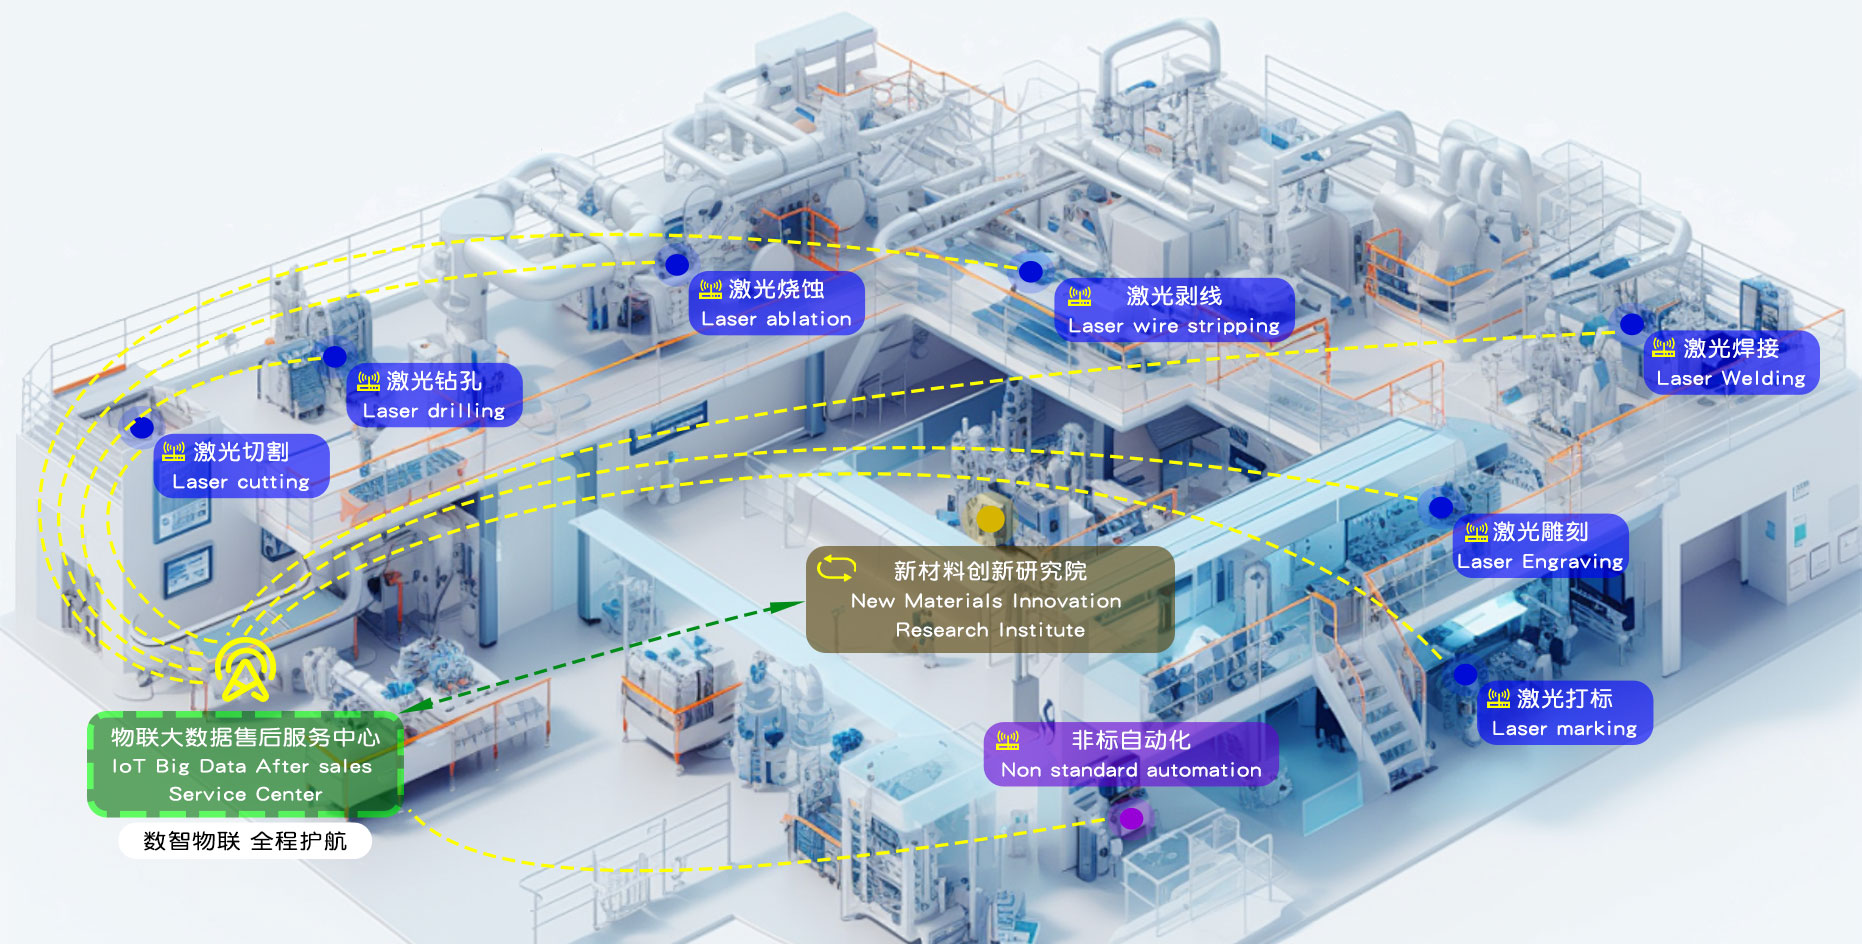 激光烧蚀
Laser ablation
激光剥线
Laser wire stripping
激光焊接
Laser Welding
激光钻孔
Laser drilling
激光切割
Laser cutting
激光雕刻
Laser Engraving
新材料创新研究院
New Materials Innovation
Research Institute
激光打标
Laser marking
物联大数据售后服务中心
IoT Big Data After sales
Service Center
非标自动化
Non standard automation
数智物联 全程护航